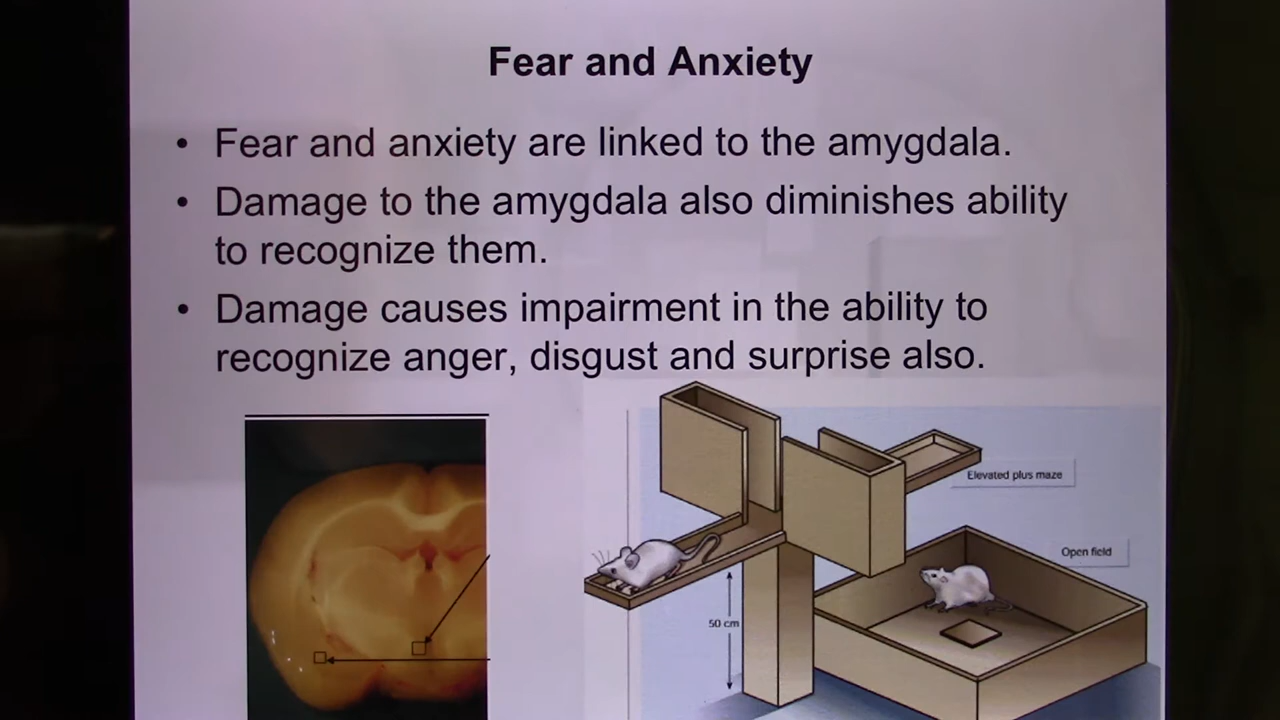 Fear and Anxiety
• Fear and anxiety are linked to the amygdala.
• Damage to the amygdala also diminishes ability
to recognize them.
• Damage causes impairment in the ability to
recognize anger, disgust and surprise also.
Elevated plus maze
Open field
50 cm